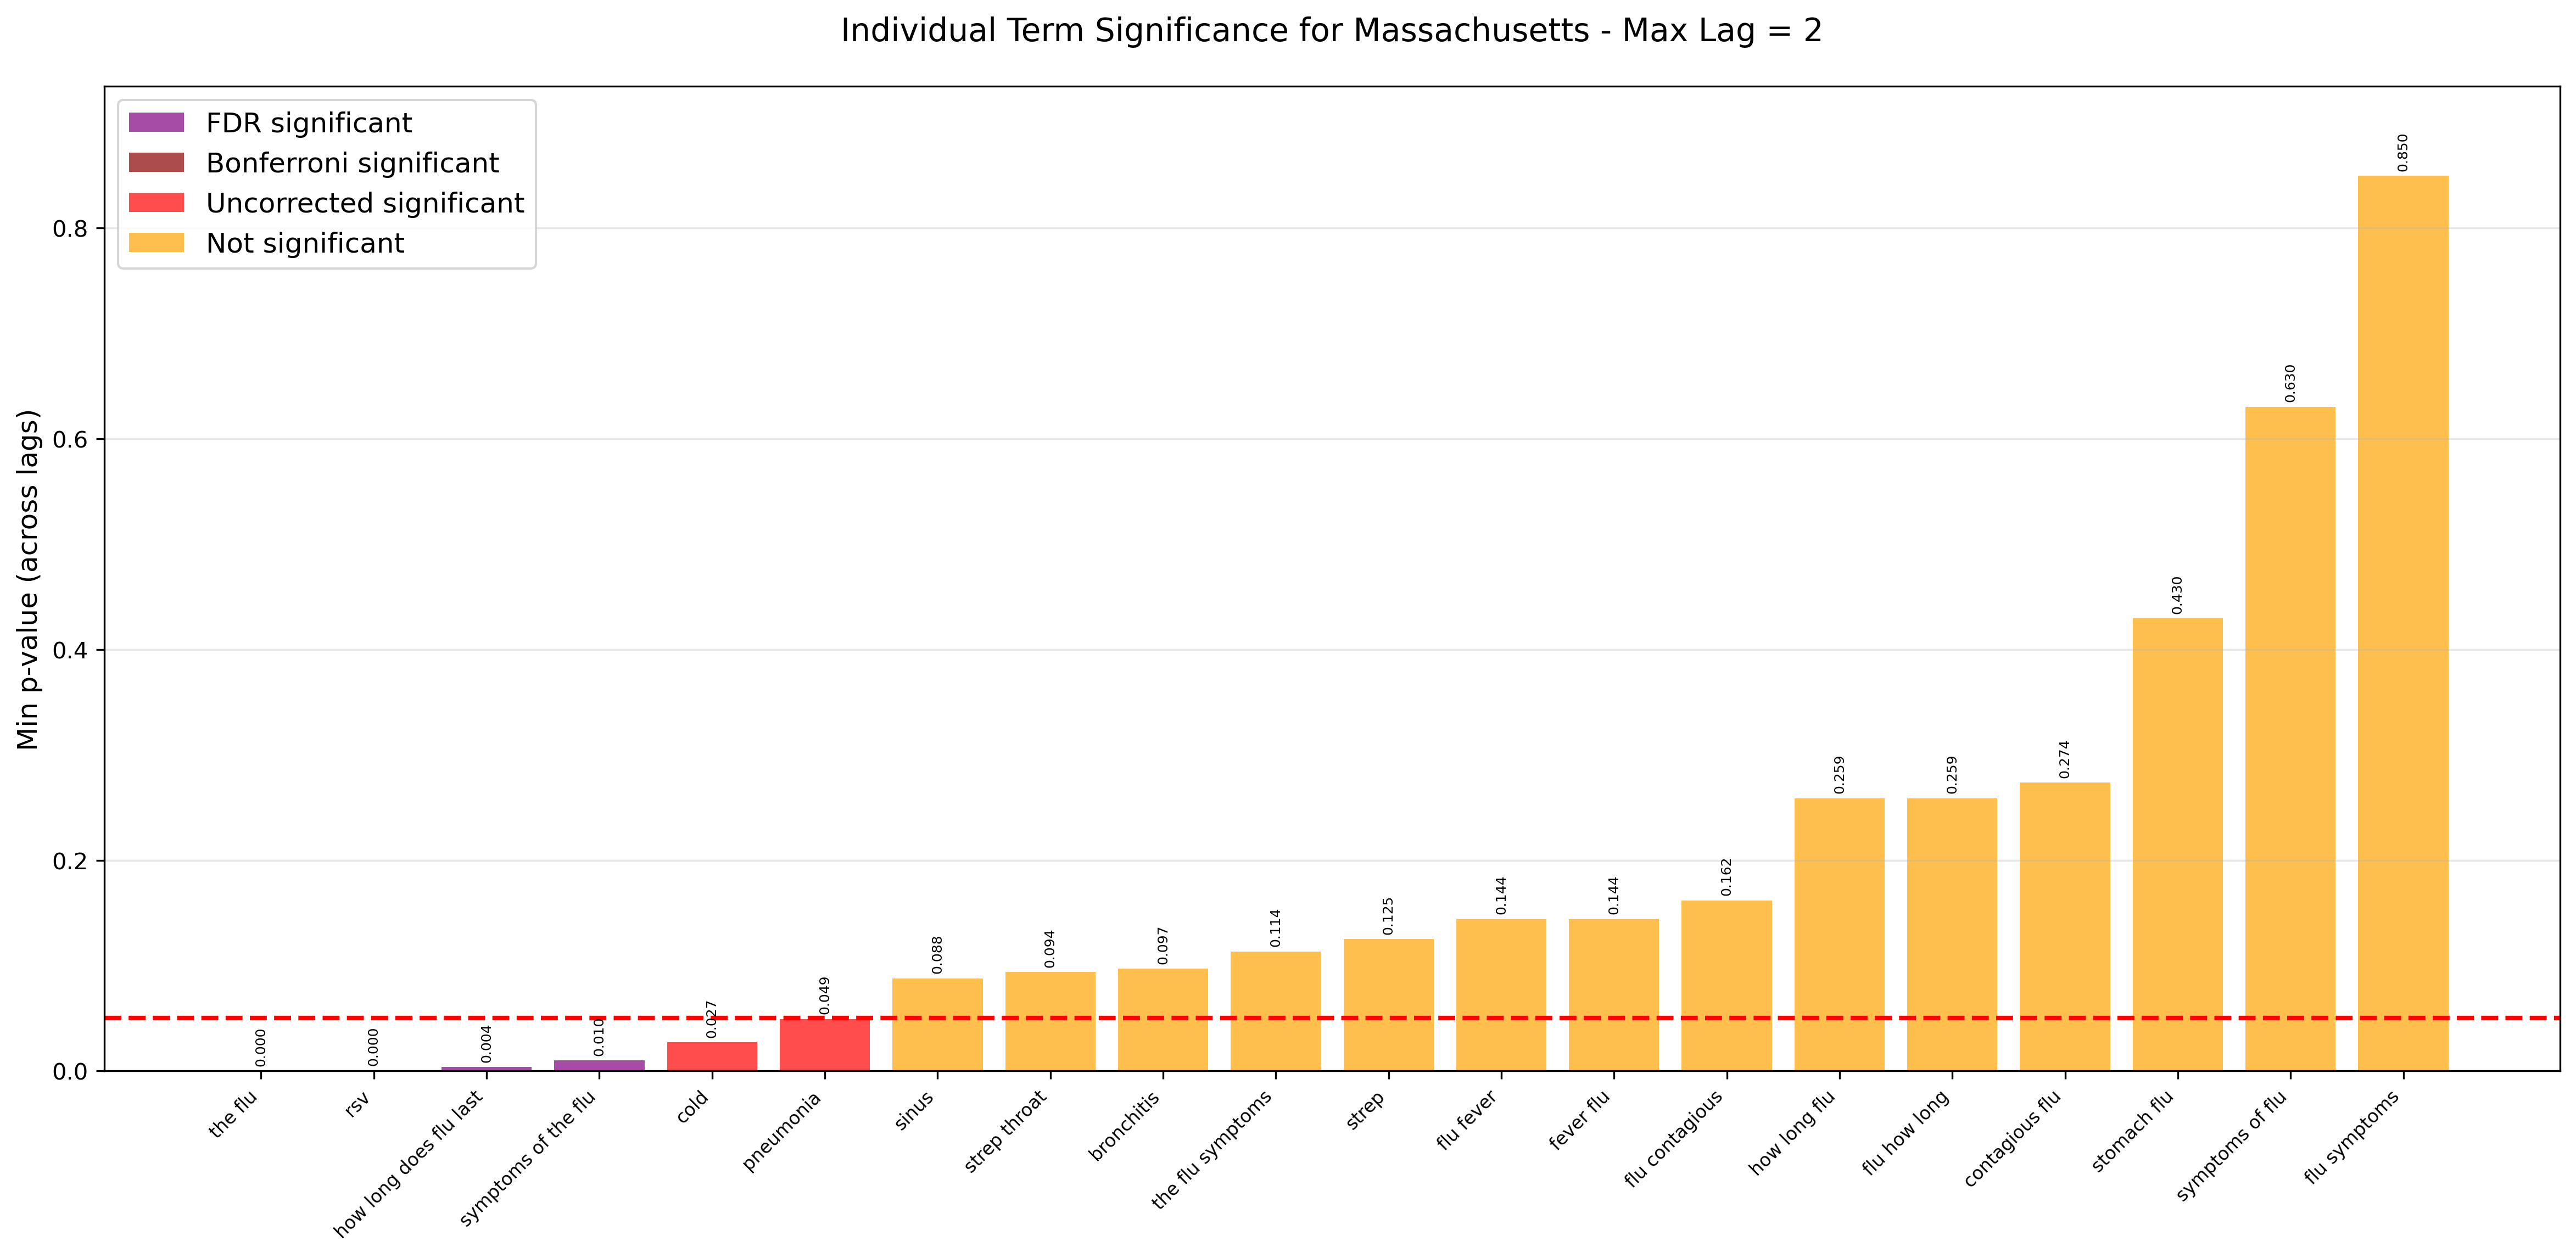 Individual Term Significance for Massachusetts - Max Lag = 2
FDR significant
Bonferroni significant
Uncorrected significant
Not significant
Min p-value (across lags)
0.8
0.6
0.4
0.2
0.0
0.000
0.000
0.004
0.010
0.027
0.049
0.088
0.094
0.097
0.114
0.125
0.144
0.144
0.162
0.259
0.259
0.274
0.430
0.630
0.850
the flu
rsv
how long does flu last
symptoms of the flu
cold
pneumonia
sinus
strep throat
bronchitis
the flu symptoms
strep
flu fever
fever flu
flu contagious
how long flu
flu how long
contagious flu
stomach flu
symptoms of flu
flu symptoms